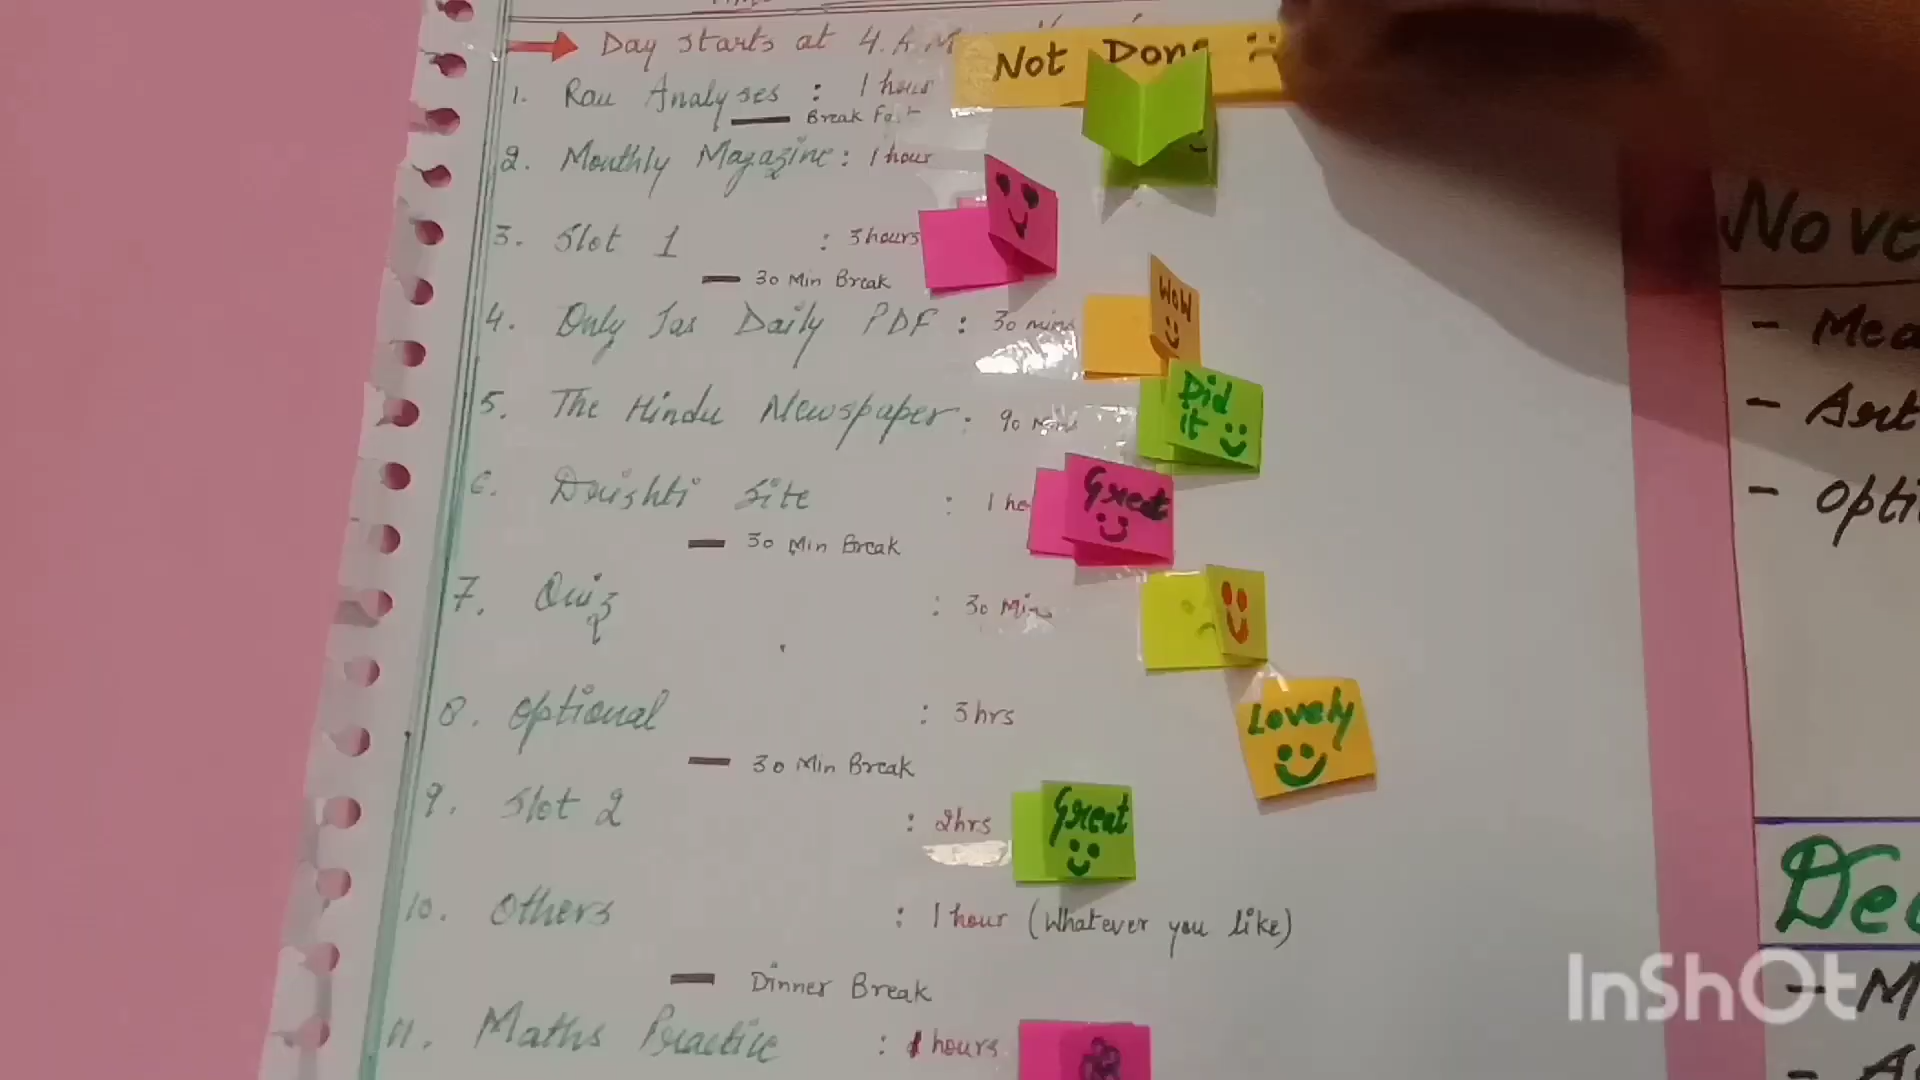 Day starts at 4.A.M
Not Done
1. Rau Analyses : 1 hour
Break Fast
2. Monthly Magazine : 1 hour
3. Slot 1 : 3 hours
30 Min Break
4. Only Ias Daily PDF : 30 mins
WoW
5. The Hindu Newspaper : 90 Mins
Did it
6. Drishti Site : 1 ho
Great
30 Min Break
7. Quiz : 30 Mins
8. Optional : 3 hrs
Lovely
30 Min Break
9. Slot 2 : 2hrs
Great
10. Others : 1 hour (Whatever you like)
Dinner Break
11. Maths Practice : 1 hours
Nove
- Mea
- Art
- Opti
Dec
- M
- A
InShOt